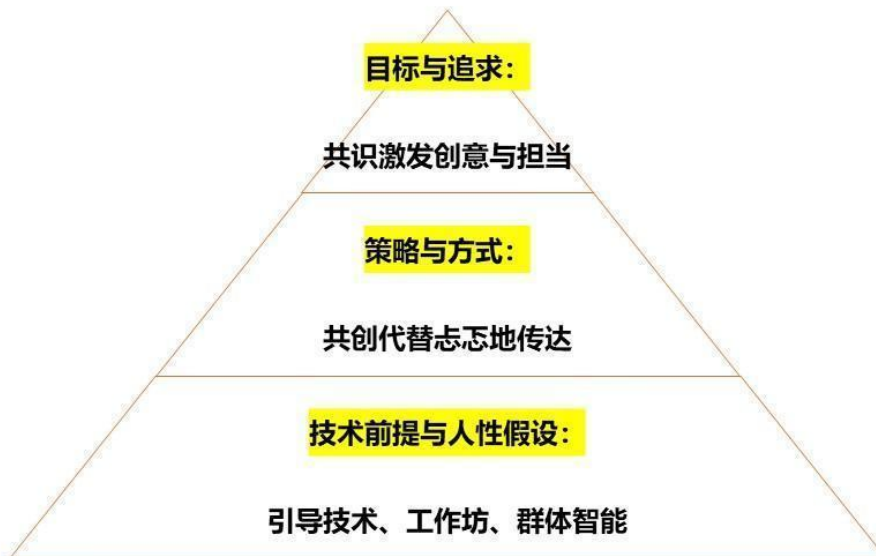 目标与追求：
共识激发创意与担当
策略与方式：
共创代替忐忑地传达
技术前提与人性假设：
引导技术、工作坊、群体智能